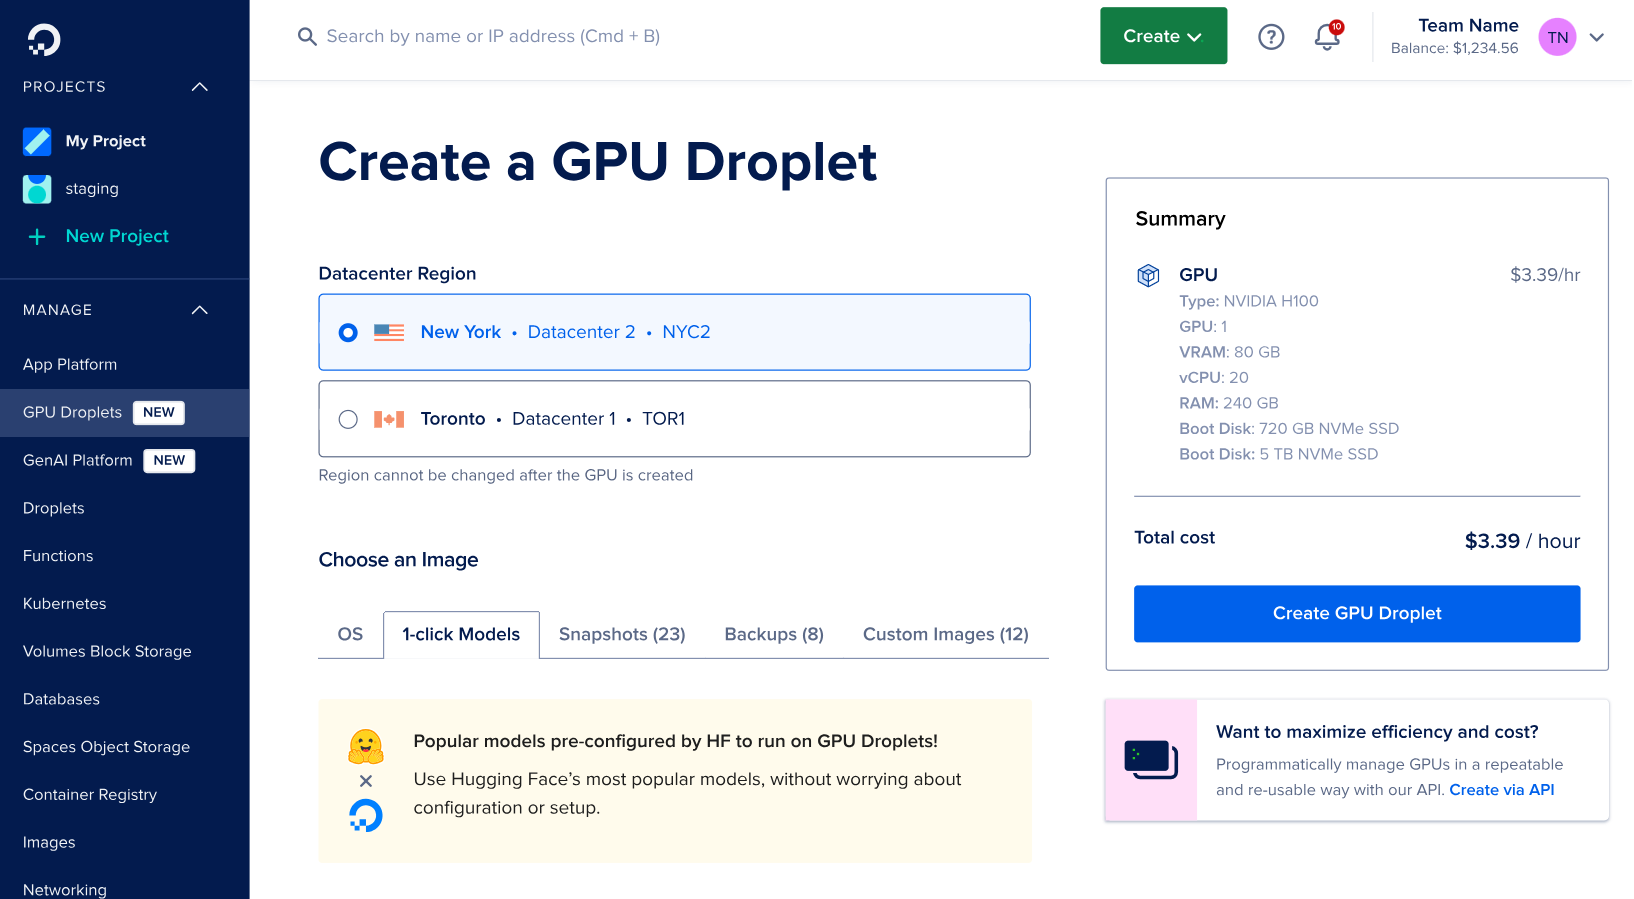 PROJECTS
My Project
staging
New Project
MANAGE
App Platform
GPU Droplets NEW
GenAI Platform NEW
Droplets
Functions
Kubernetes
Volumes Block Storage
Databases
Spaces Object Storage
Container Registry
Images
Networking
Search by name or IP address (Cmd + B)
Create
?
10
Team Name
Balance: $1,234.56
TN
Create a GPU Droplet
Datacenter Region
New York • Datacenter 2 • NYC2
Toronto • Datacenter 1 • TOR1
Region cannot be changed after the GPU is created
Choose an Image
OS 1-click Models Snapshots (23) Backups (8) Custom Images (12)
Popular models pre-configured by HF to run on GPU Droplets!
Use Hugging Face’s most popular models, without worrying about
configuration or setup.
Summary
GPU $3.39/hr
Type: NVIDIA H100
GPU: 1
VRAM: 80 GB
vCPU: 20
RAM: 240 GB
Boot Disk: 720 GB NVMe SSD
Boot Disk: 5 TB NVMe SSD
Total cost $3.39 / hour
Create GPU Droplet
Want to maximize efficiency and cost?
Programmatically manage GPUs in a repeatable
and re-usable way with our API. Create via API